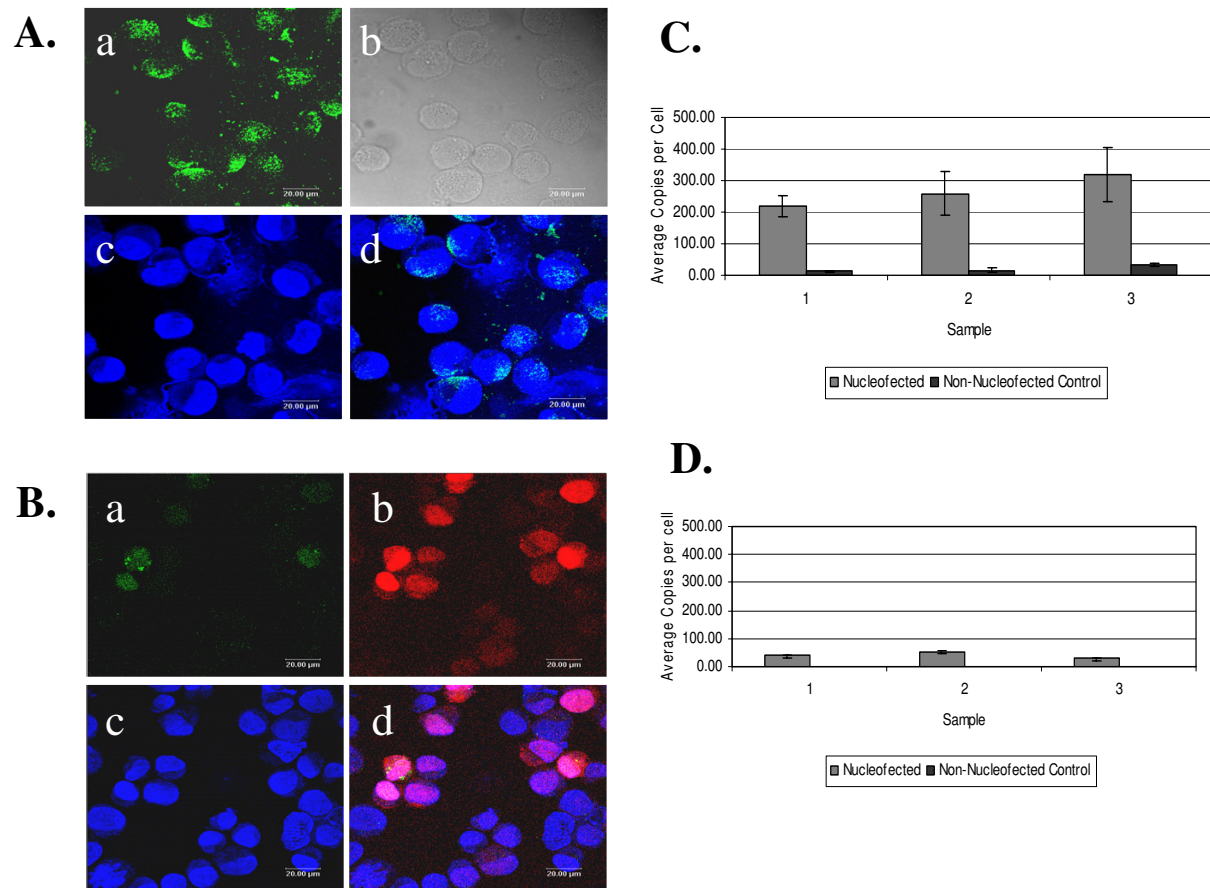 A.
a
20.00 µm
b
20.00 µm
c
20.00 µm
d
20.00 µm
B.
a
20.00 µm
b
20.00 µm
c
20.00 µm
d
20.00 µm
C.
Average Copies per Cell
500.00
400.00
300.00
200.00
100.00
0.00
1 2 3
Sample
Nucleofected Non-Nucleofected Control
D.
Average Copies per cell
500.00
400.00
300.00
200.00
100.00
0.00
1 2 3
Sample
Nucleofected Non-Nucleofected Control